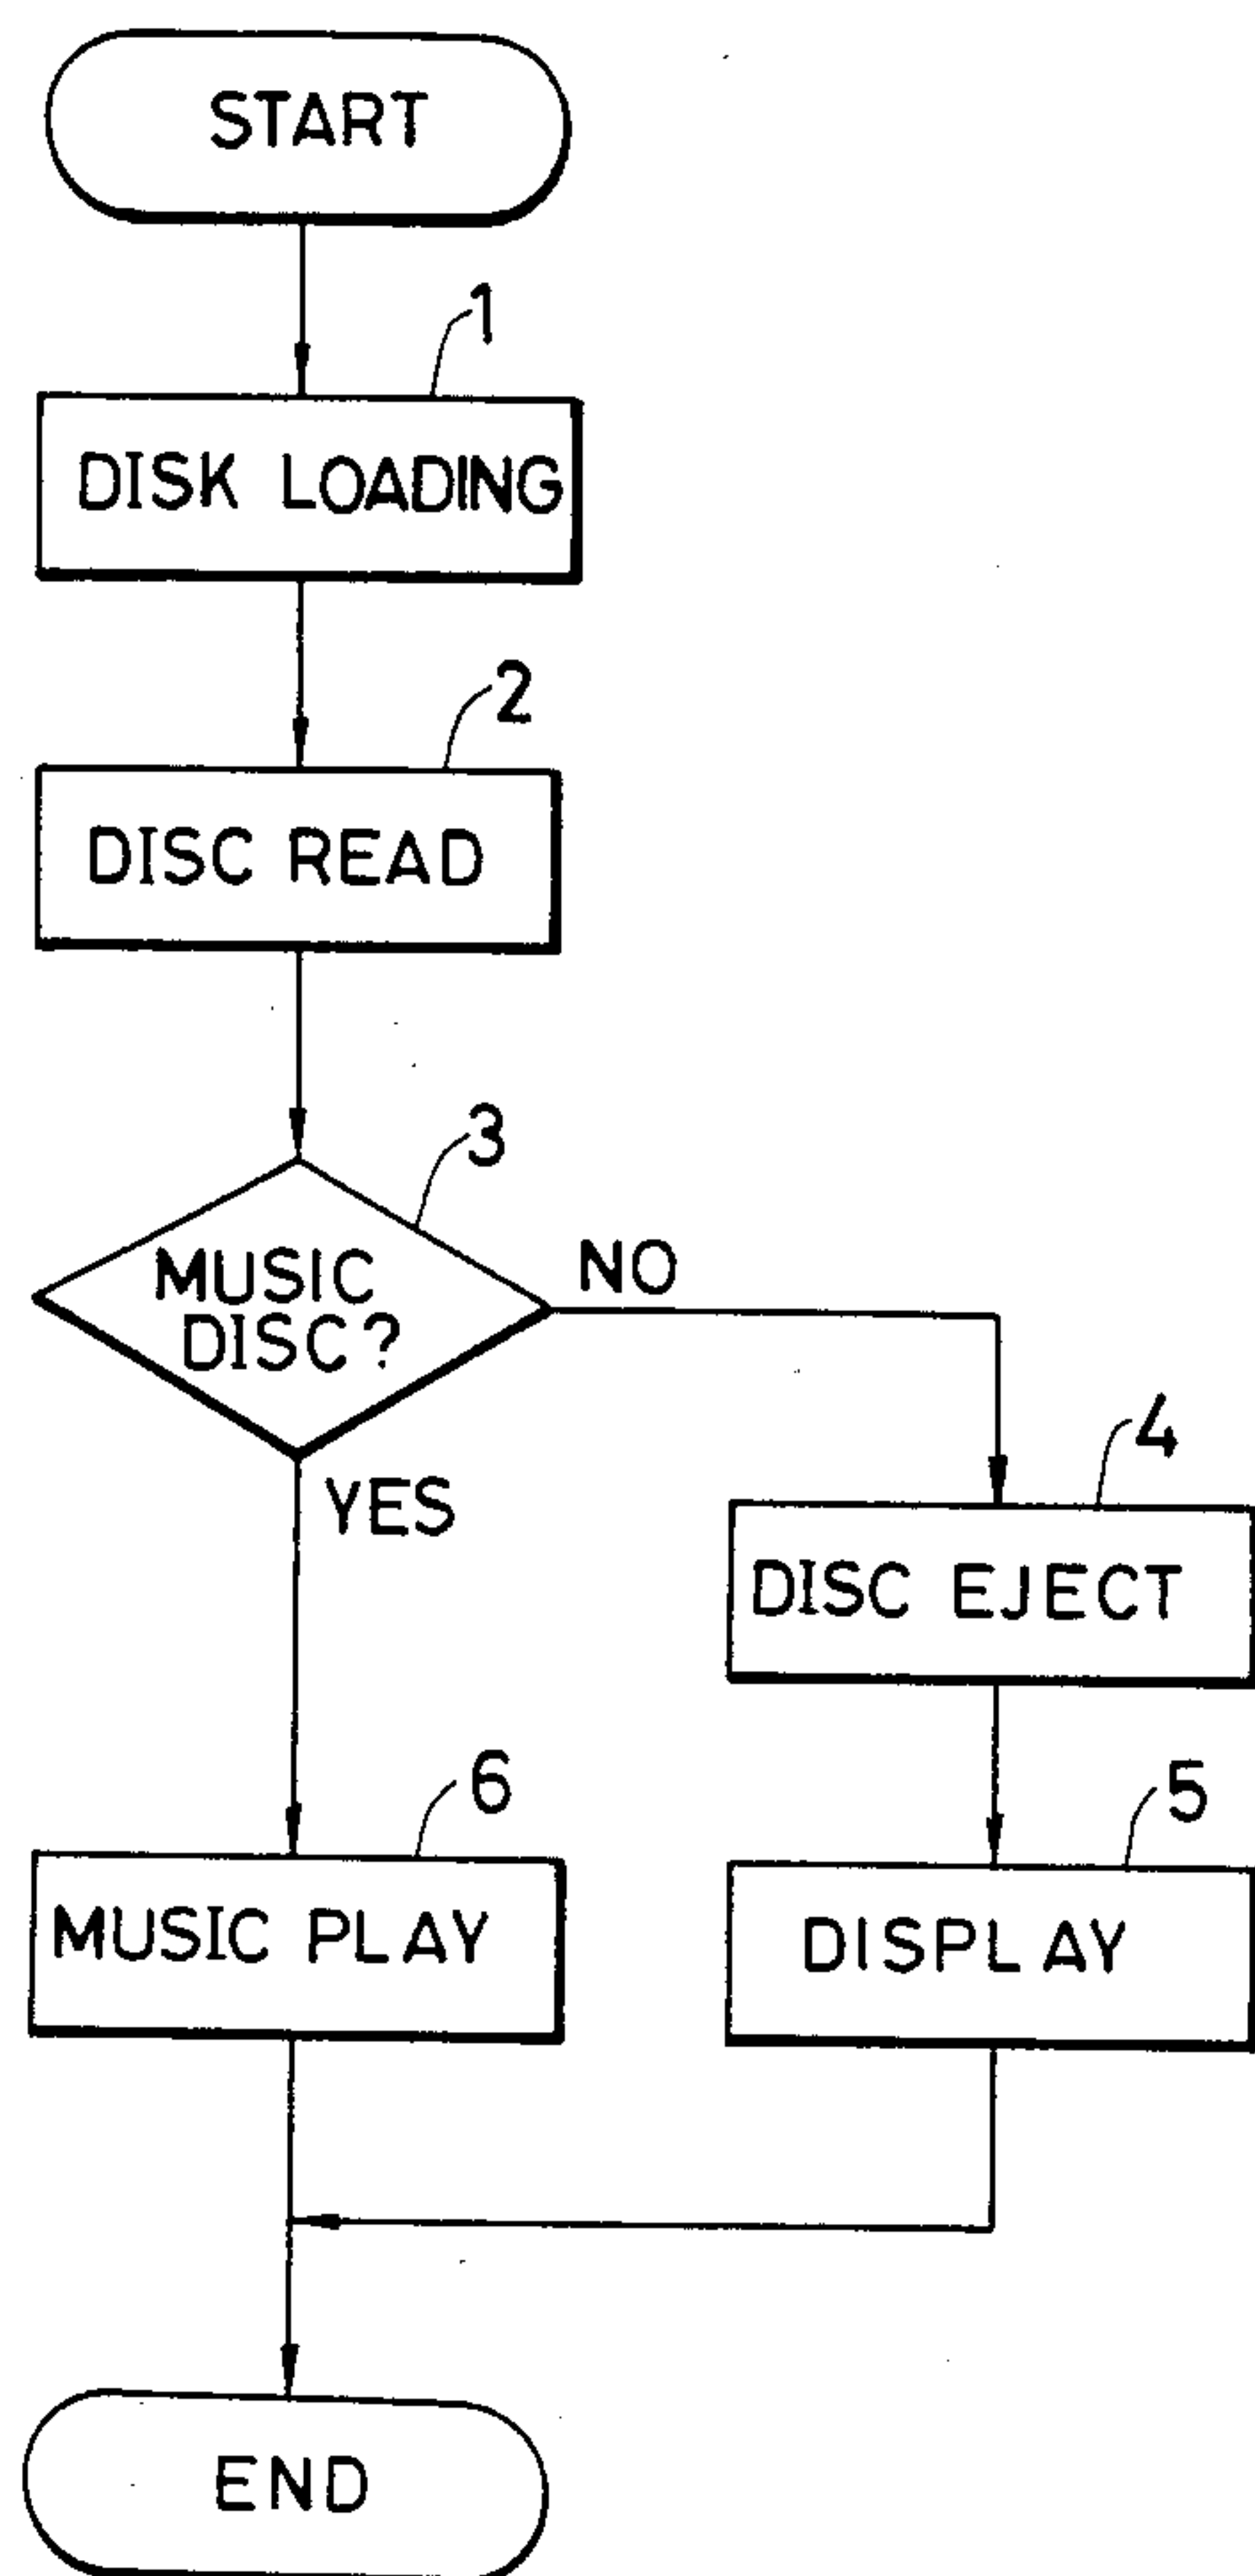 START
1
DISK LOADING
2
DISC READ
3
MUSIC
DISC?
NO
YES
4
DISC EJECT
6
MUSIC PLAY
5
DISPLAY
END